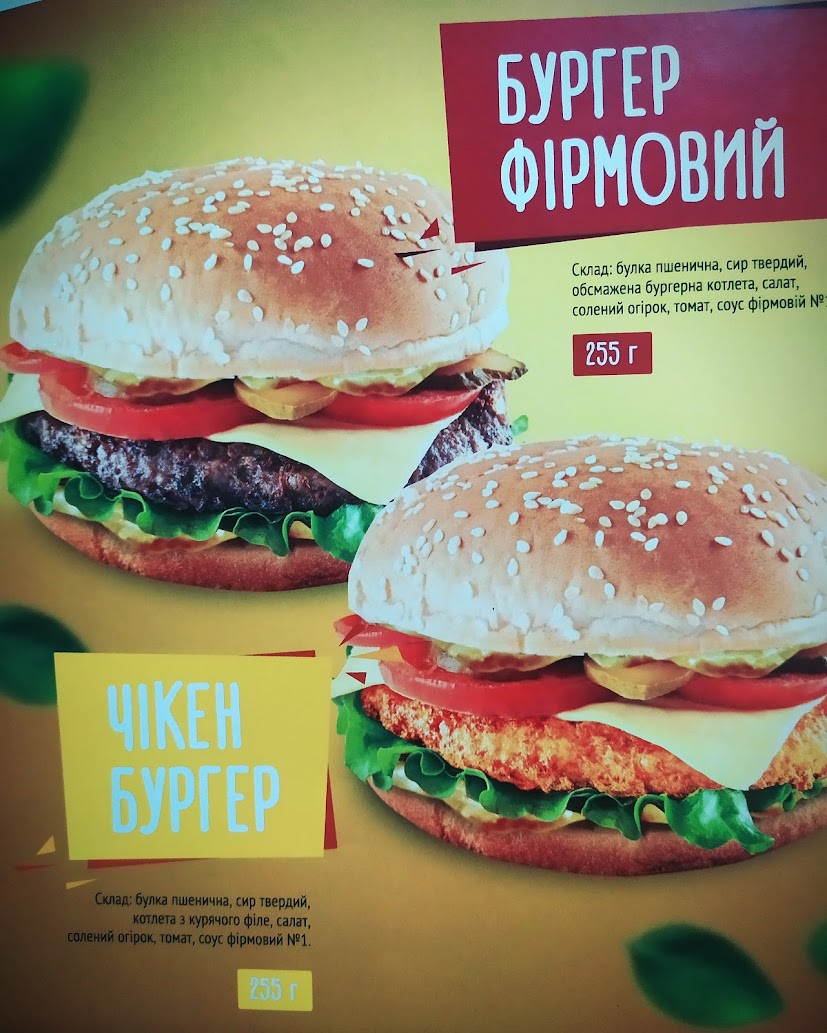 БУРГЕР
ФІРМОВИЙ
Склад: булка пшенична, сир твердий,
обсмажена бургерна котлета, салат,
солений огірок, томат, соус фірмовій №
255 г
ЧІКЕН
БУРГЕР
Склад: булка пшенична, сир твердий,
котлета з курячого філе, салат,
солений огірок, томат, соус фірмовий №1.
255 г